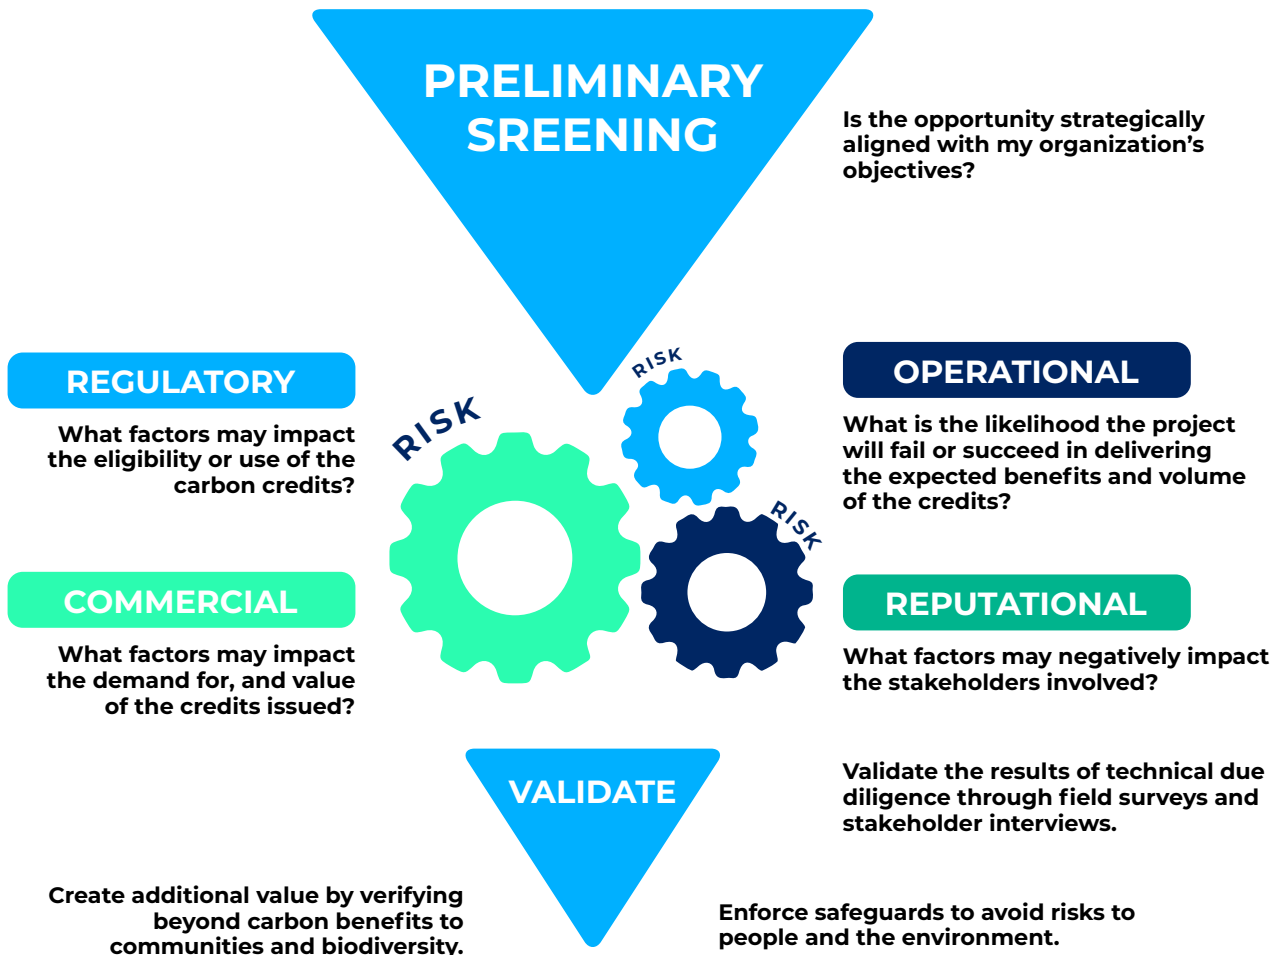 PRELIMINARY
SREENING
Is the opportunity strategically
aligned with my organization’s
objectives?
RISK
RISK
RISK
REGULATORY
What factors may impact
the eligibility or use of the
carbon credits?
OPERATIONAL
What is the likelihood the project
will fail or succeed in delivering
the expected benefits and volume
of the credits?
COMMERCIAL
What factors may impact
the demand for, and value
of the credits issued?
REPUTATIONAL
What factors may negatively impact
the stakeholders involved?
VALIDATE
Validate the results of technical due
diligence through field surveys and
stakeholder interviews.
Create additional value by verifying
beyond carbon benefits to
communities and biodiversity.
Enforce safeguards to avoid risks to
people and the environment.